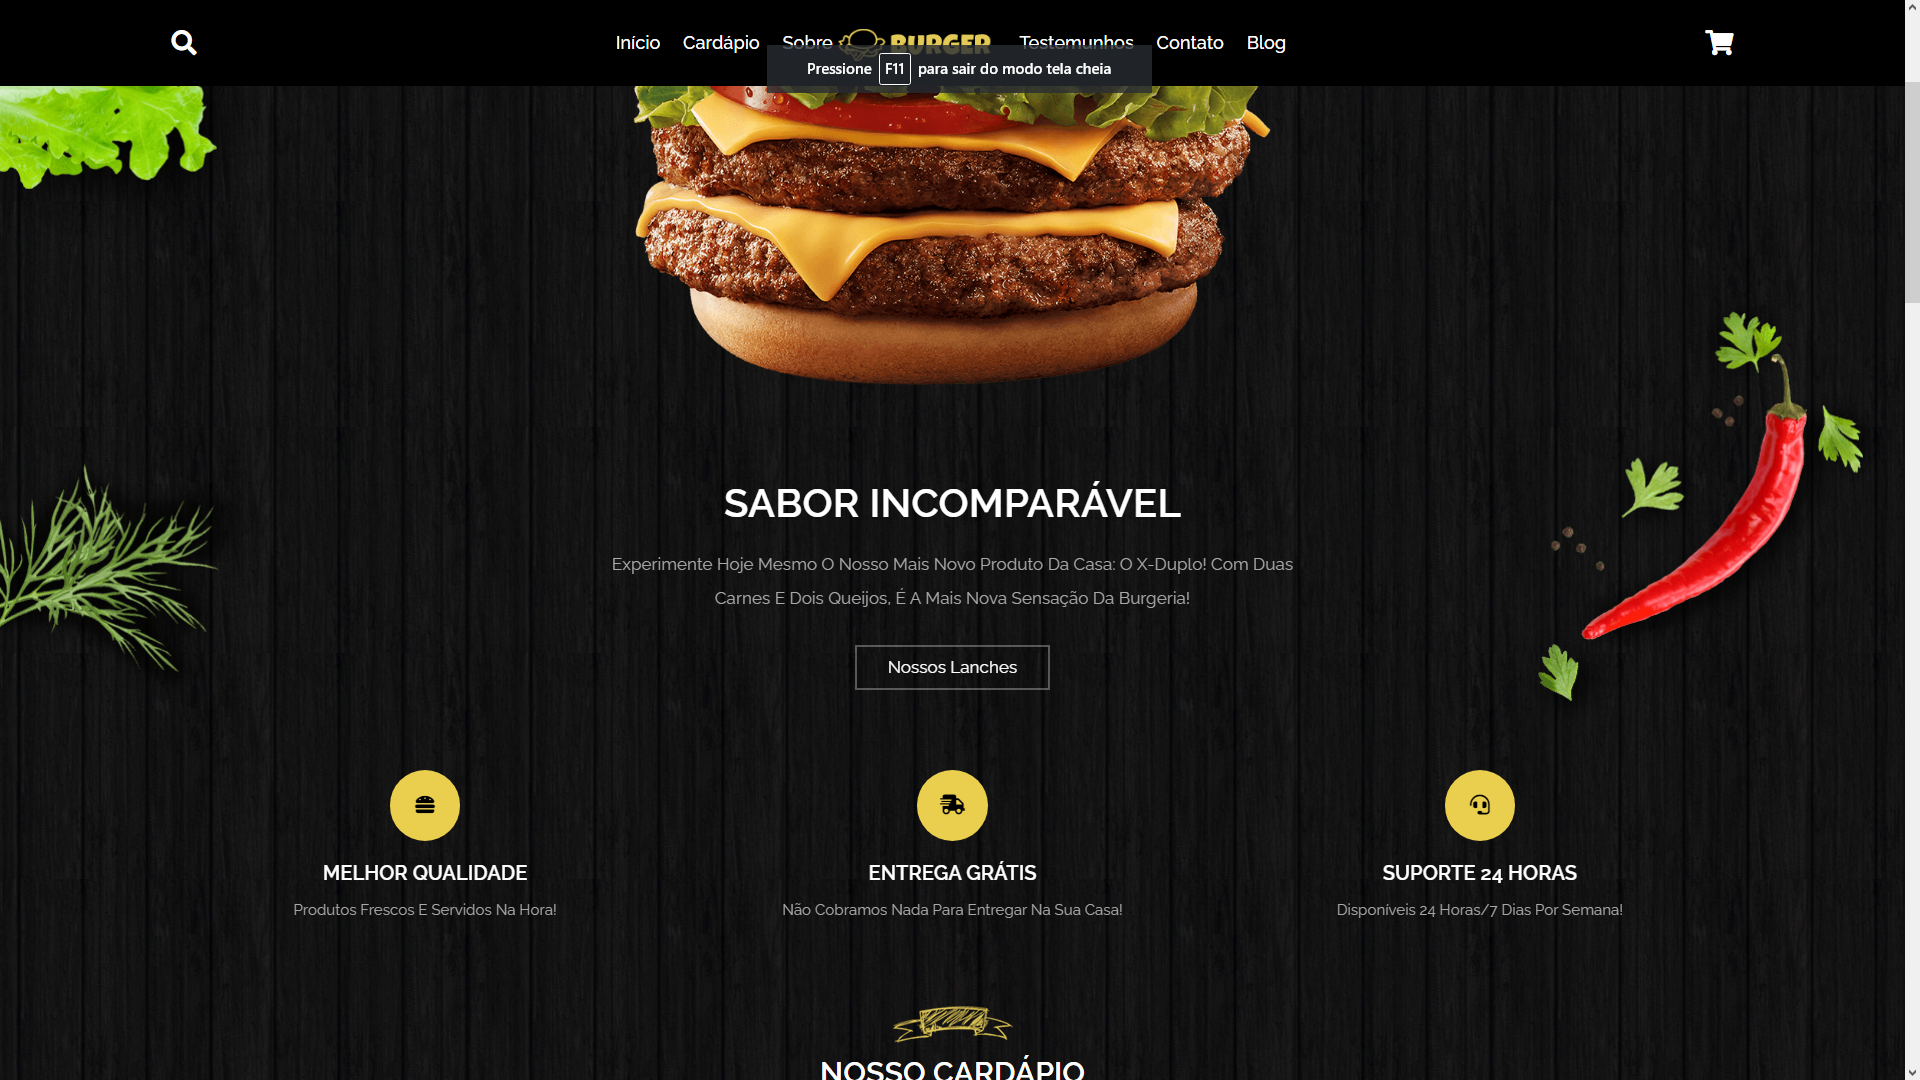 Início Cardápio Sobre BURGER Testemunhos Contato Blog
Pressione F11 para sair do modo tela cheia
SABOR INCOMPARÁVEL
Experimente Hoje Mesmo O Nosso Mais Novo Produto Da Casa: O X-Duplo! Com Duas
Carnes E Dois Queijos, É A Mais Nova Sensação Da Burgeria!
Nossos Lanches
MELHOR QUALIDADE
Produtos Frescos E Servidos Na Hora!
ENTREGA GRÁTIS
Não Cobramos Nada Para Entregar Na Sua Casa!
SUPORTE 24 HORAS
Disponíveis 24 Horas/7 Dias Por Semana!
NOSSO CARDÁPIO